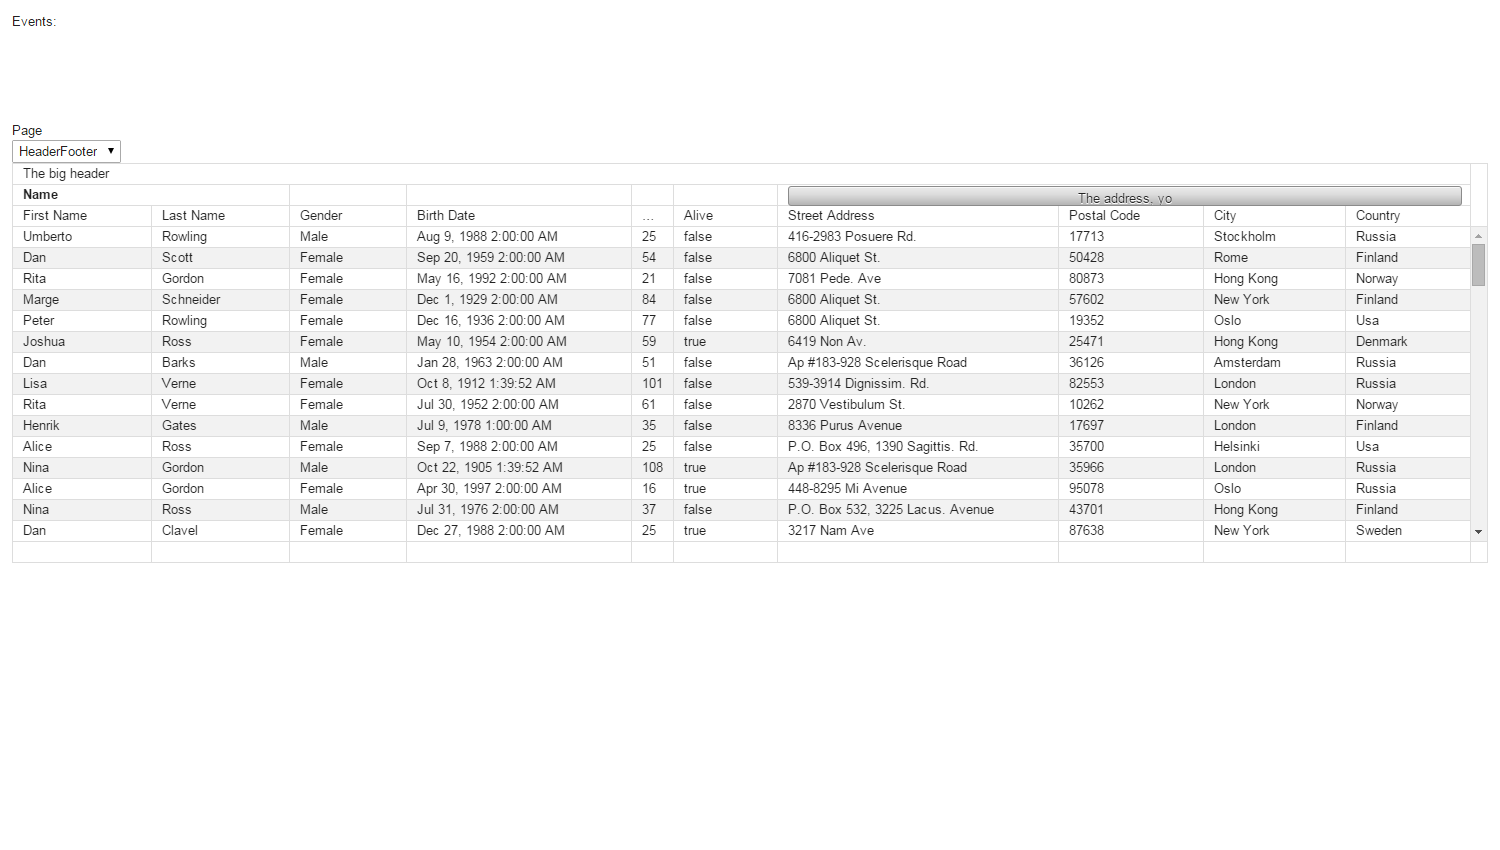 Events:
Page
HeaderFooter
The big header
Name The address, yo
First Name Last Name Gender Birth Date ... Alive Street Address Postal Code City Country
Umberto Rowling Male Aug 9, 1988 2:00:00 AM 25 false 416-2983 Posuere Rd. 17713 Stockholm Russia
Dan Scott Female Sep 20, 1959 2:00:00 AM 54 false 6800 Aliquet St. 50428 Rome Finland
Rita Gordon Female May 16, 1992 2:00:00 AM 21 false 7081 Pede. Ave 80873 Hong Kong Norway
Marge Schneider Female Dec 1, 1929 2:00:00 AM 84 false 6800 Aliquet St. 57602 New York Finland
Peter Rowling Female Dec 16, 1936 2:00:00 AM 77 false 6800 Aliquet St. 19352 Oslo Usa
Joshua Ross Female May 10, 1954 2:00:00 AM 59 true 6419 Non Av. 25471 Hong Kong Denmark
Dan Barks Male Jan 28, 1963 2:00:00 AM 51 false Ap #183-928 Scelerisque Road 36126 Amsterdam Russia
Lisa Verne Female Oct 8, 1912 1:39:52 AM 101 false 539-3914 Dignissim. Rd. 82553 London Russia
Rita Verne Female Jul 30, 1952 2:00:00 AM 61 false 2870 Vestibulum St. 10262 New York Norway
Henrik Gates Male Jul 9, 1978 1:00:00 AM 35 false 8336 Purus Avenue 17697 London Finland
Alice Ross Female Sep 7, 1988 2:00:00 AM 25 false P.O. Box 496, 1390 Sagittis. Rd. 35700 Helsinki Usa
Nina Gordon Male Oct 22, 1905 1:39:52 AM 108 true Ap #183-928 Scelerisque Road 35966 London Russia
Alice Gordon Female Apr 30, 1997 2:00:00 AM 16 true 448-8295 Mi Avenue 95078 Oslo Russia
Nina Ross Male Jul 31, 1976 2:00:00 AM 37 false P.O. Box 532, 3225 Lacus. Avenue 43701 Hong Kong Finland
Dan Clavel Female Dec 27, 1988 2:00:00 AM 25 true 3217 Nam Ave 87638 New York Sweden